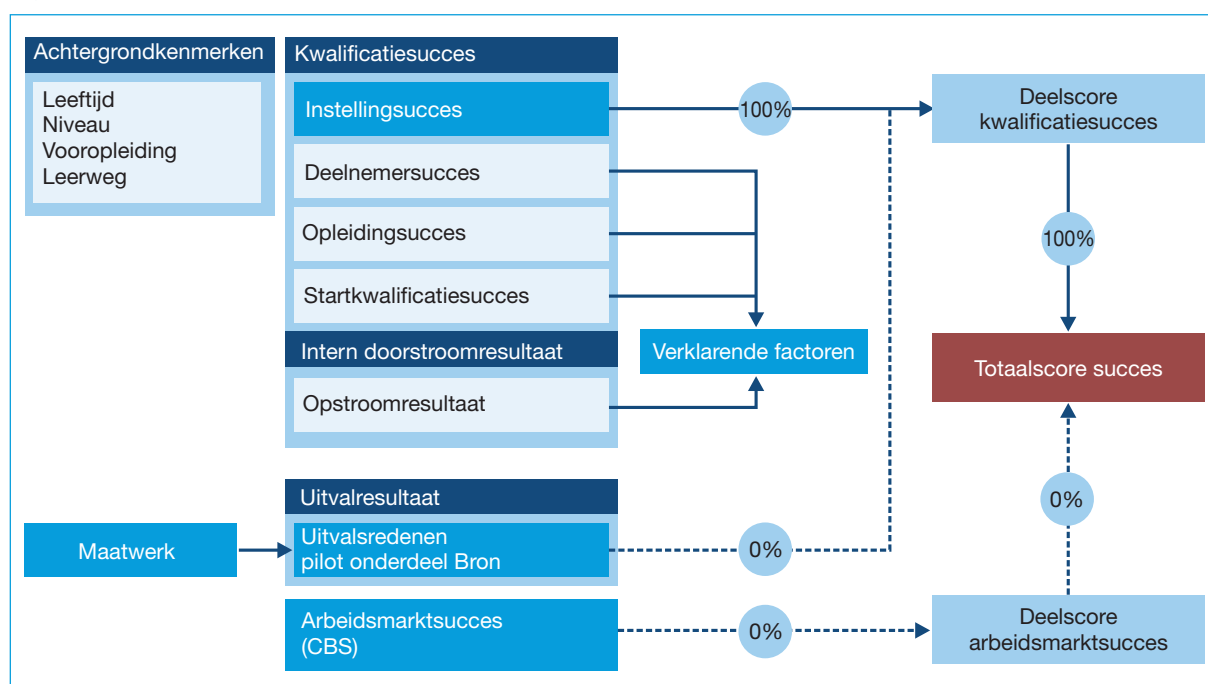 Achtergrondkenmerken
Leeftijd
Niveau
Vooropleiding
Leerweg
Kwalificatiesucces
Instellingsucces
Deelnemersucces
Opleidingsucces
Startkwalificatiesucces
Intern doorstroomresultaat
Opstroomresultaat
100%
Deelscore
kwalificatiesucces
100%
Verklarende factoren
Totaalscore succes
0%
Uitvalresultaat
Maatwerk
Uitvalsredenen
pilot onderdeel Bron
0%
Arbeidsmarktsucces
(CBS)
0%
Deelscore
arbeidsmarktsucces